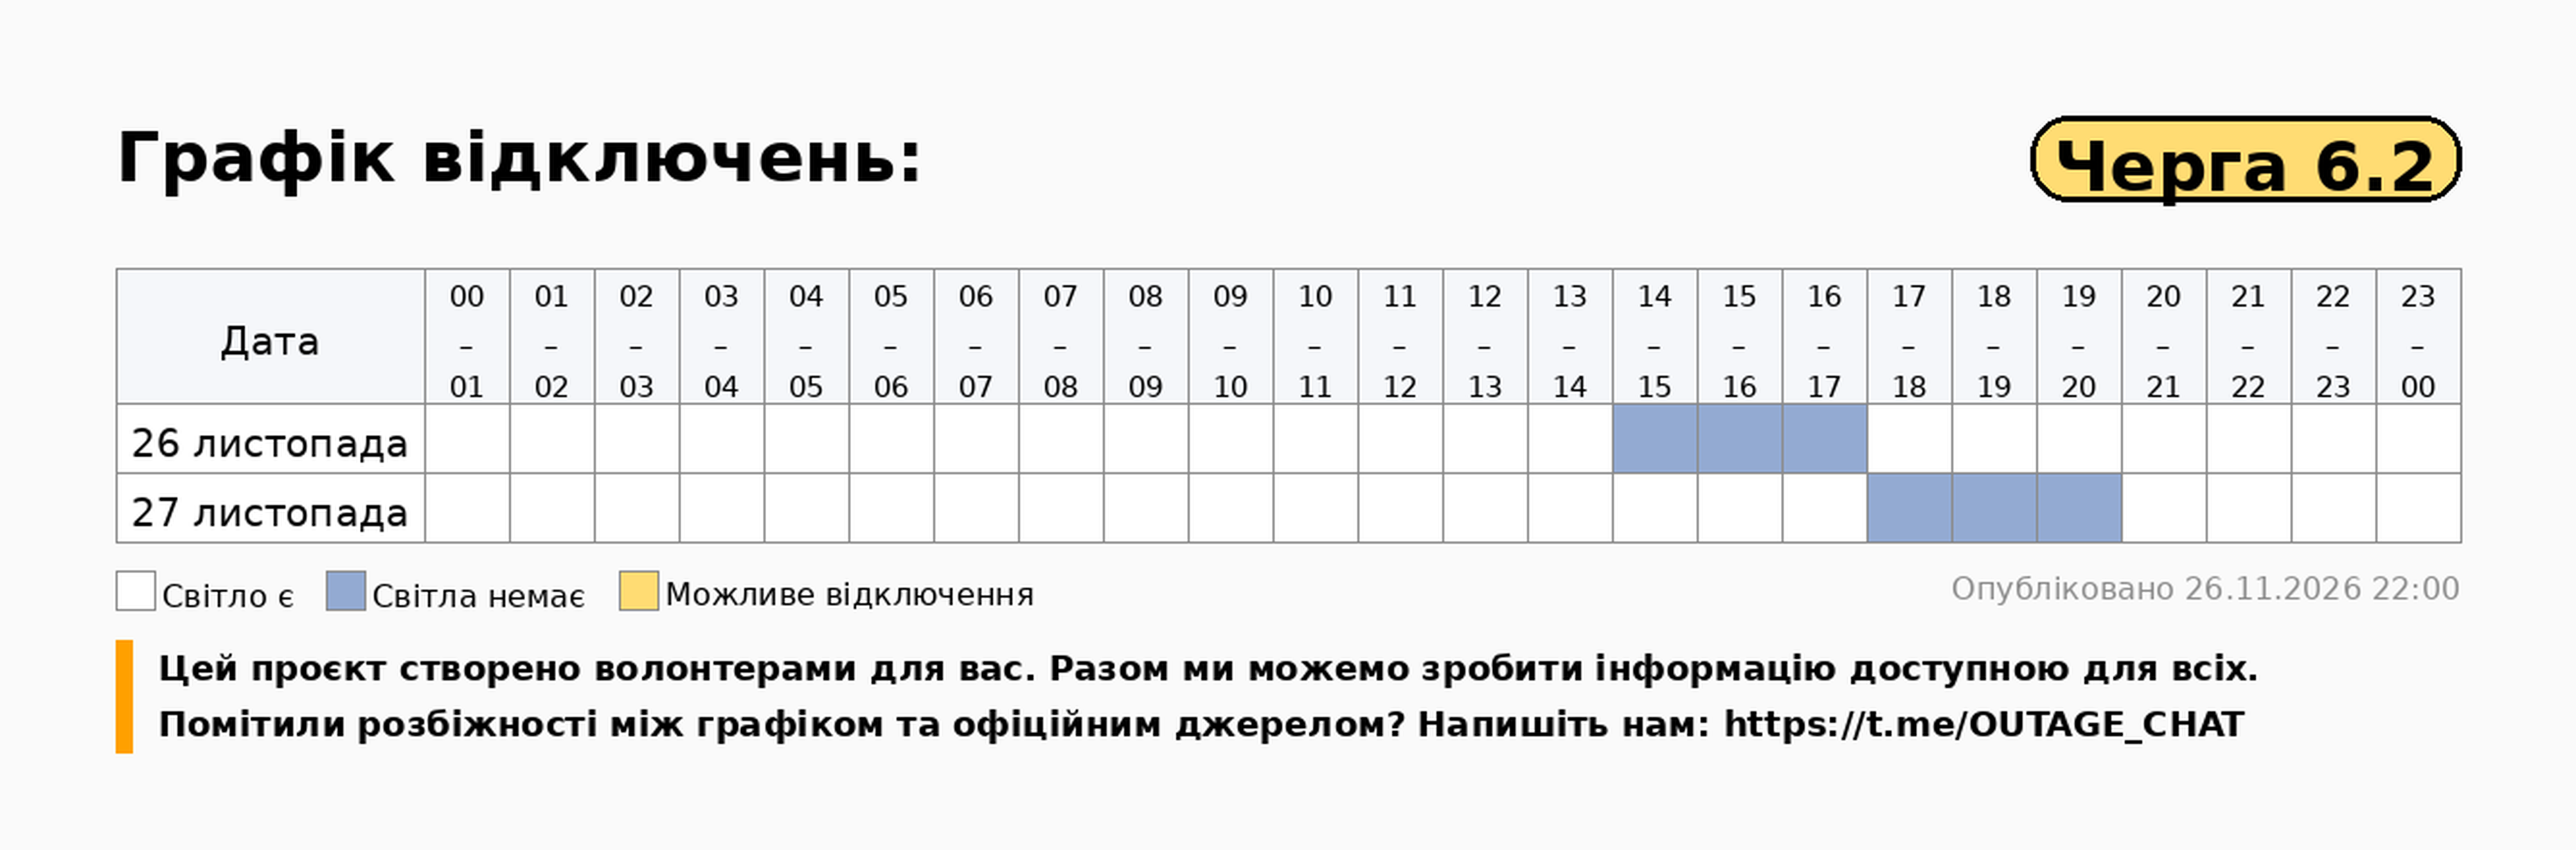 Графік відключень:
Черга 6.2
Дата 00–01 01–02 02–03 03–04 04–05 05–06 06–07 07–08 08–09 09–10 10–11 11–12 12–13 13–14 14–15 15–16 16–17 17–18 18–19 19–20 20–21 21–22 22–23 23–00
26 листопада
27 листопада
Світло є Світла немає Можливе відключення
Опубліковано 26.11.2026 22:00
Цей проєкт створено волонтерами для вас. Разом ми можемо зробити інформацію доступною для всіх.
Помітили розбіжності між графіком та офіційним джерелом? Напишіть нам: https://t.me/OUTAGE_CHAT